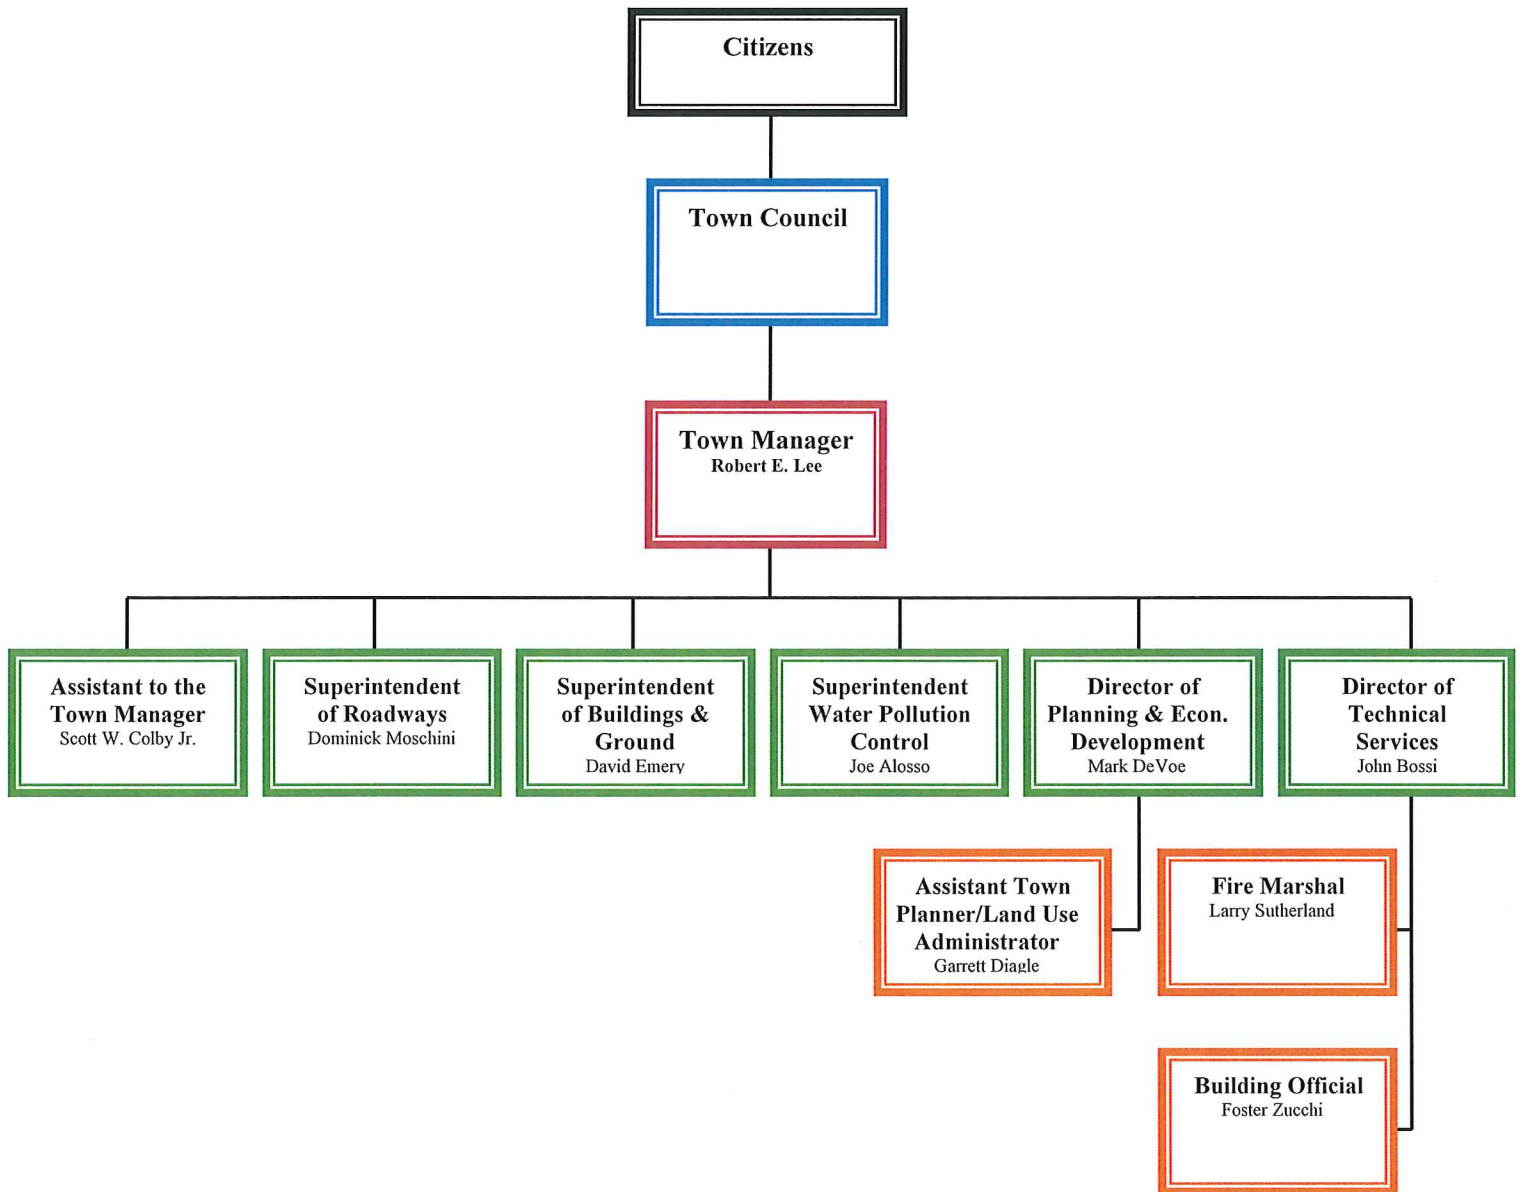 Citizens
Town Council
Town Manager
Robert E. Lee
Assistant to the
Town Manager
Scott W. Colby Jr.
Superintendent
of Roadways
Dominick Moschini
Superintendent
of Buildings &
Ground
David Emery
Superintendent
Water Pollution
Control
Joe Alosso
Director of
Planning & Econ.
Development
Mark DeVoe
Director of
Technical
Services
John Bossi
Assistant Town
Planner/Land Use
Administrator
Garrett Diagle
Fire Marshal
Larry Sutherland
Building Official
Foster Zucchi